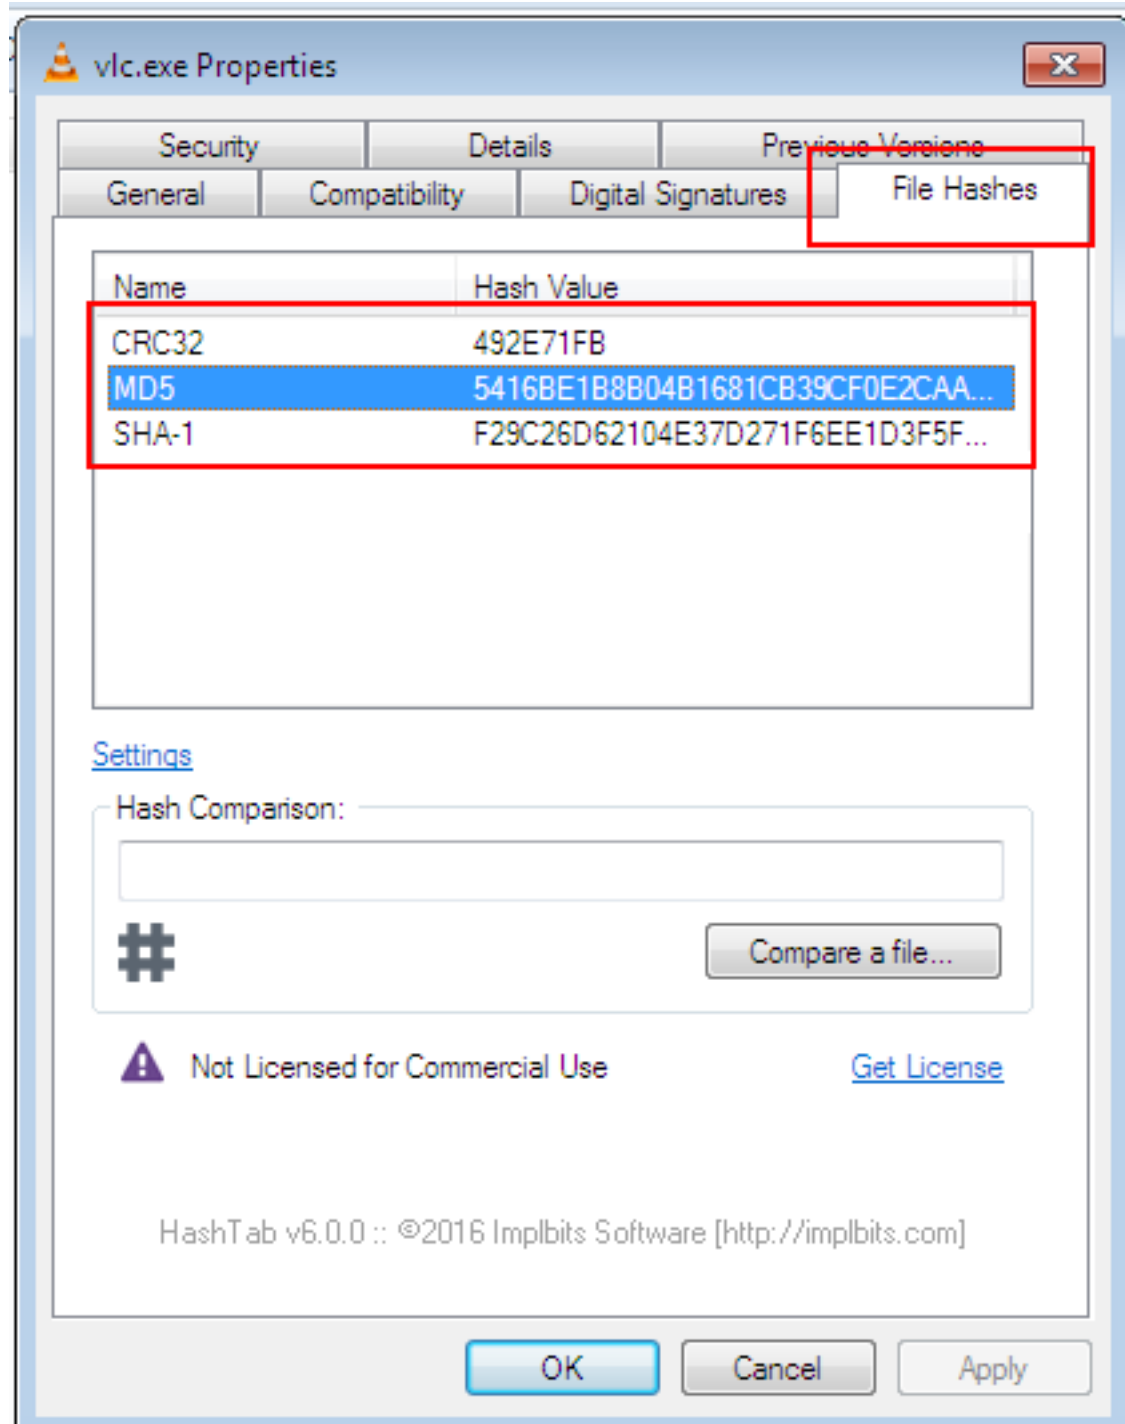 vlc.exe Properties
Security Details Previous Versions
General Compatibility Digital Signatures File Hashes
Name Hash Value
CRC32 492E71FB
MD5 5416BE1B8B04B1681CB39CF0E2CAA...
SHA-1 F29C26D62104E37D271F6EE1D3F5F...
Settings
Hash Comparison:
Compare a file...
Not Licensed for Commercial Use Get License
HashTab v6.0.0 :: ©2016 Implbits Software [http://implbits.com]
OK Cancel Apply